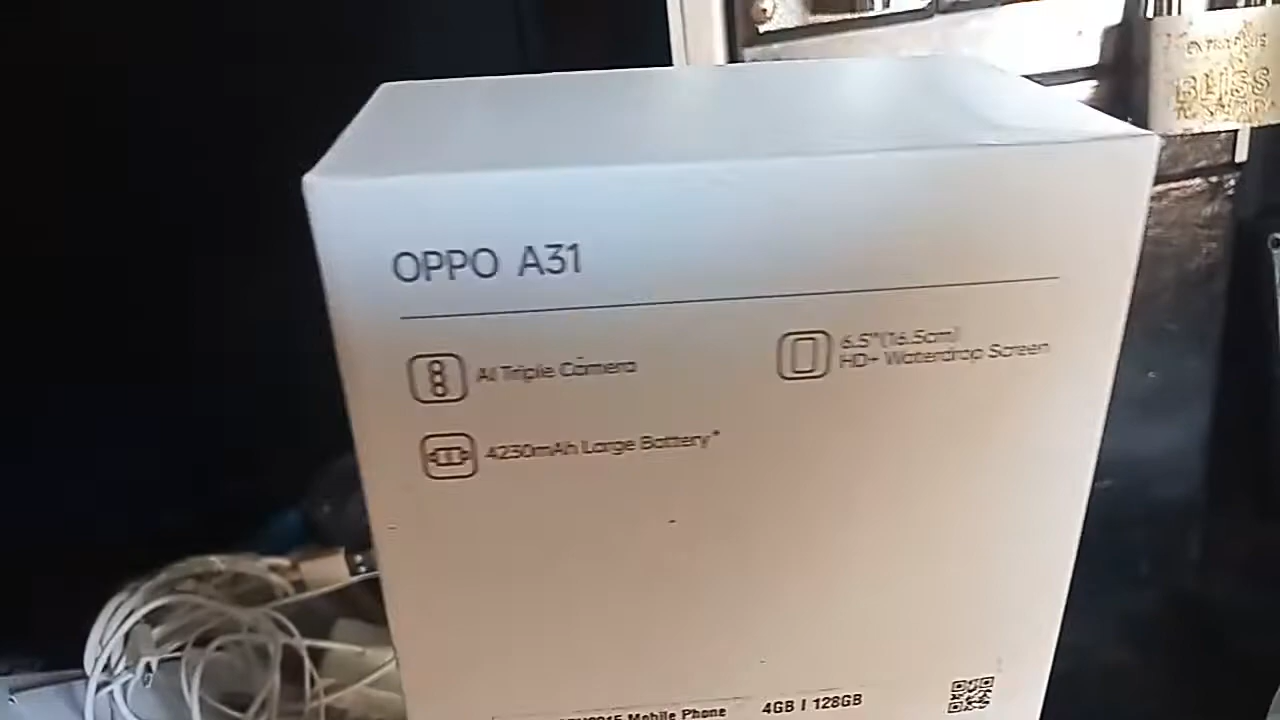 BLISS
OPPO A31
AI Triple Camera
6.5"(16.5cm)
HD+ Waterdrop Screen
4230mAh Large Battery*
Mobile Phone
4GB | 128GB